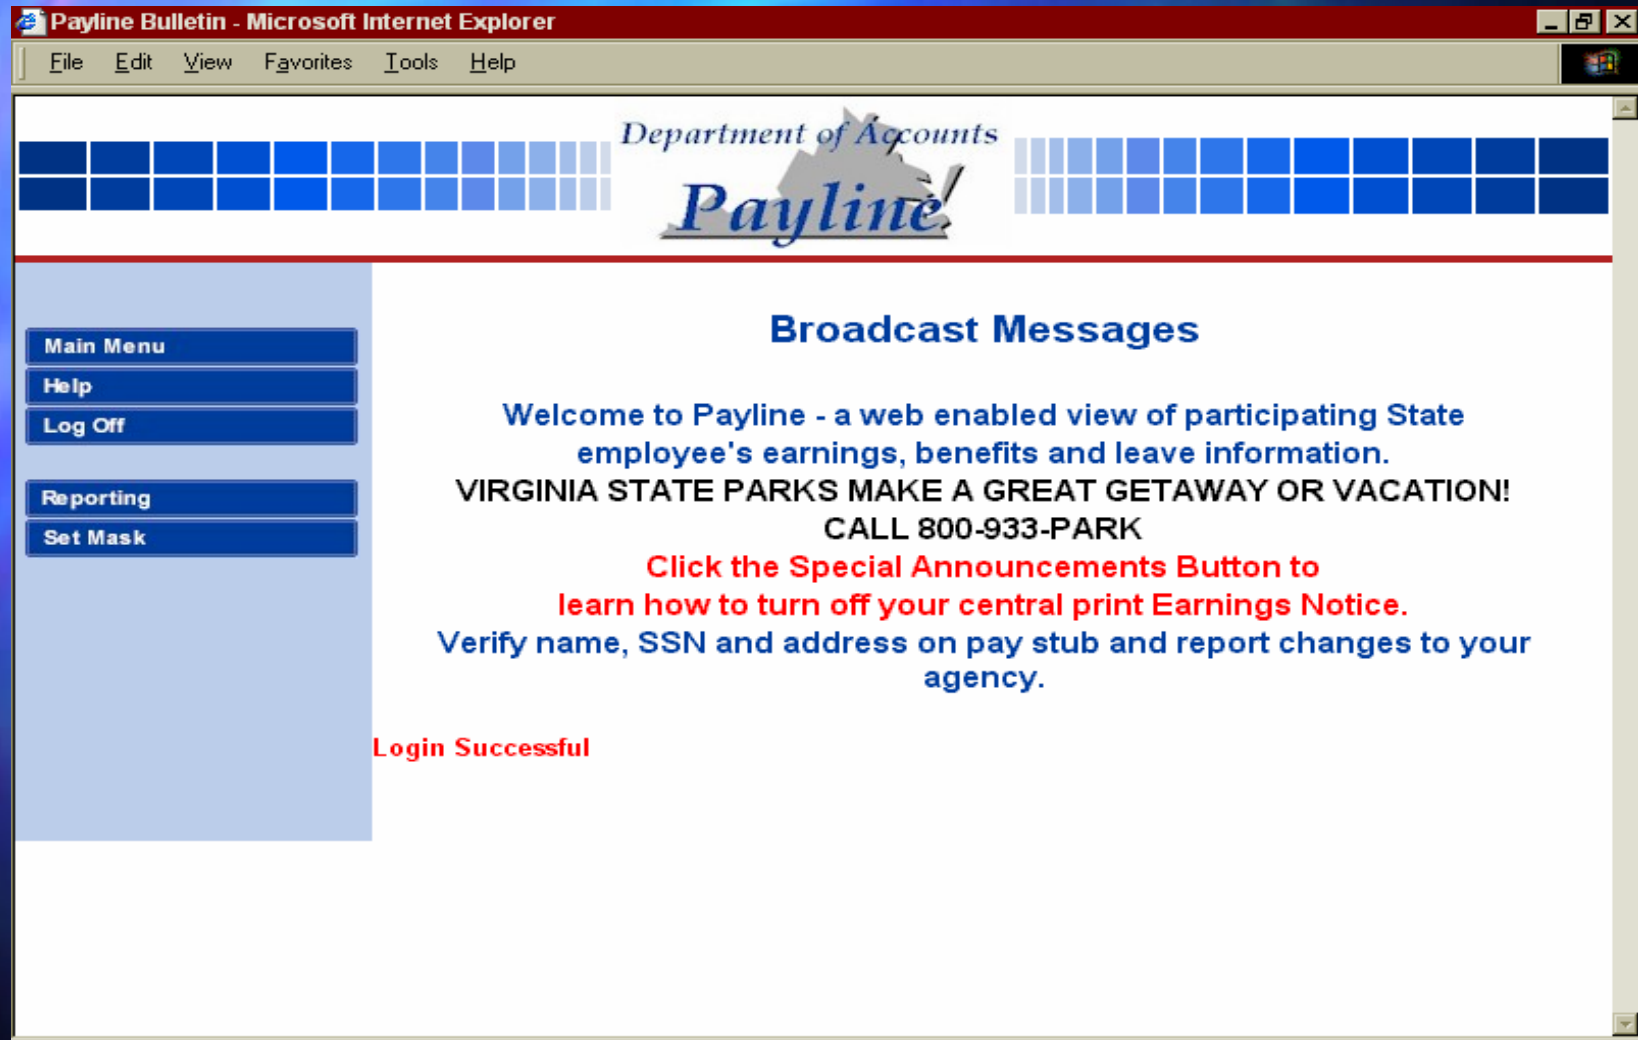 Payline Bulletin - Microsoft Internet Explorer
File Edit View Favorites Tools Help
Department of Accounts
Payline
Main Menu
Help
Log Off
Reporting
Set Mask
Broadcast Messages
Welcome to Payline - a web enabled view of participating State
employee's earnings, benefits and leave information.
VIRGINIA STATE PARKS MAKE A GREAT GETAWAY OR VACATION!
CALL 800-933-PARK
Click the Special Announcements Button to
learn how to turn off your central print Earnings Notice.
Verify name, SSN and address on pay stub and report changes to your
agency.
Login Successful